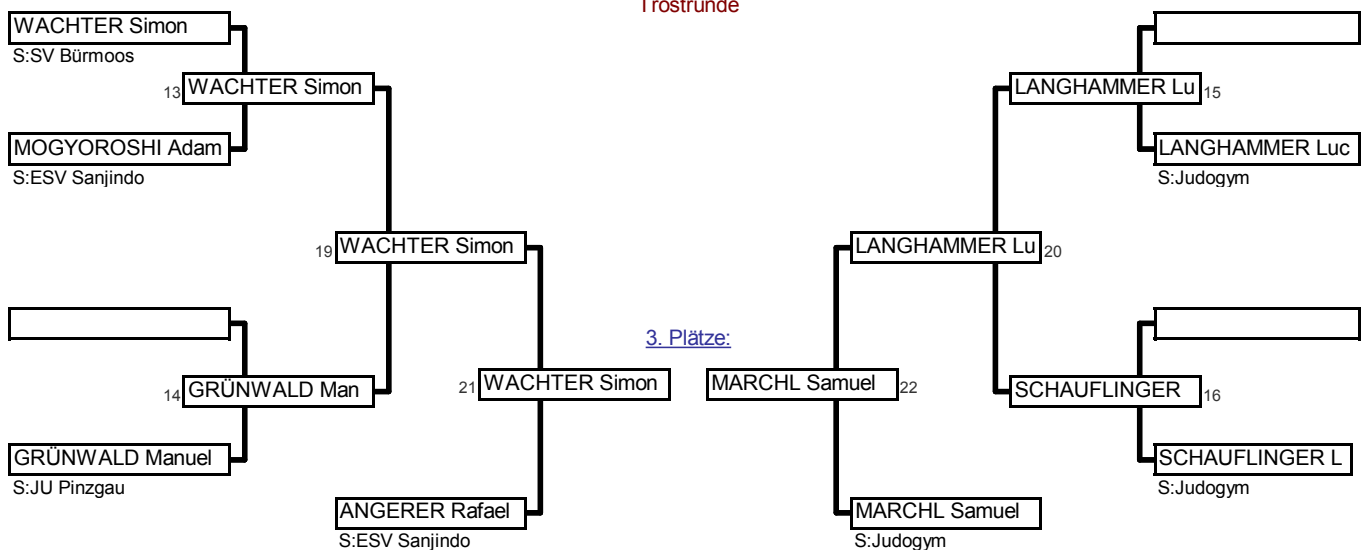 Trostrunde
WACHTER Simon
S:SV Bürmoos
13 WACHTER Simon
LANGHAMMER Lu 15
MOGYOROSHI Adam
S:ESV Sanjindo
LANGHAMMER Luc
S:Judogym
19 WACHTER Simon
LANGHAMMER Lu 20
3. Plätze:
14 GRÜNWALD Man
21 WACHTER Simon
MARCHL Samuel 22
SCHAUFLINGER 16
GRÜNWALD Manuel
S:JU Pinzgau
SCHAUFLINGER L
S:Judogym
ANGERER Rafael
S:ESV Sanjindo
MARCHL Samuel
S:Judogym